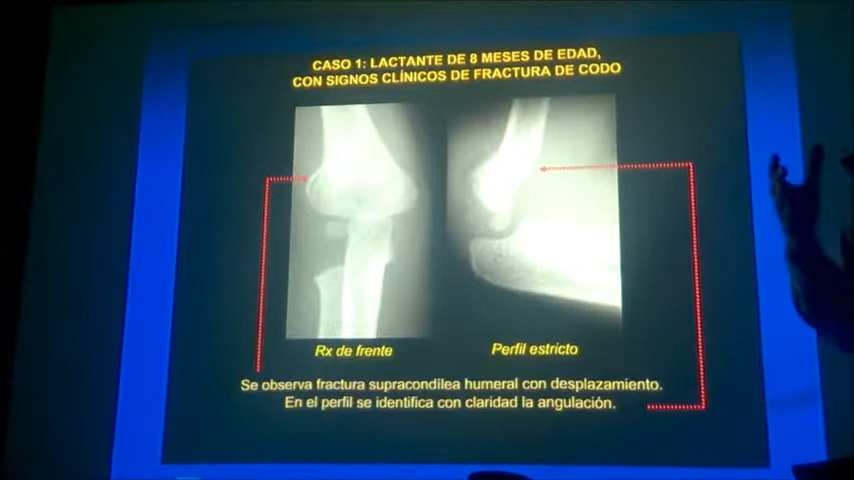 CASO 1: LACTANTE DE 8 MESES DE EDAD,
CON SIGNOS CLÍNICOS DE FRACTURA DE CODO
Rx de frente
Perfil estricto
Se observa fractura supracondílea humeral con desplazamiento.
En el perfil se identifica con claridad la angulación.